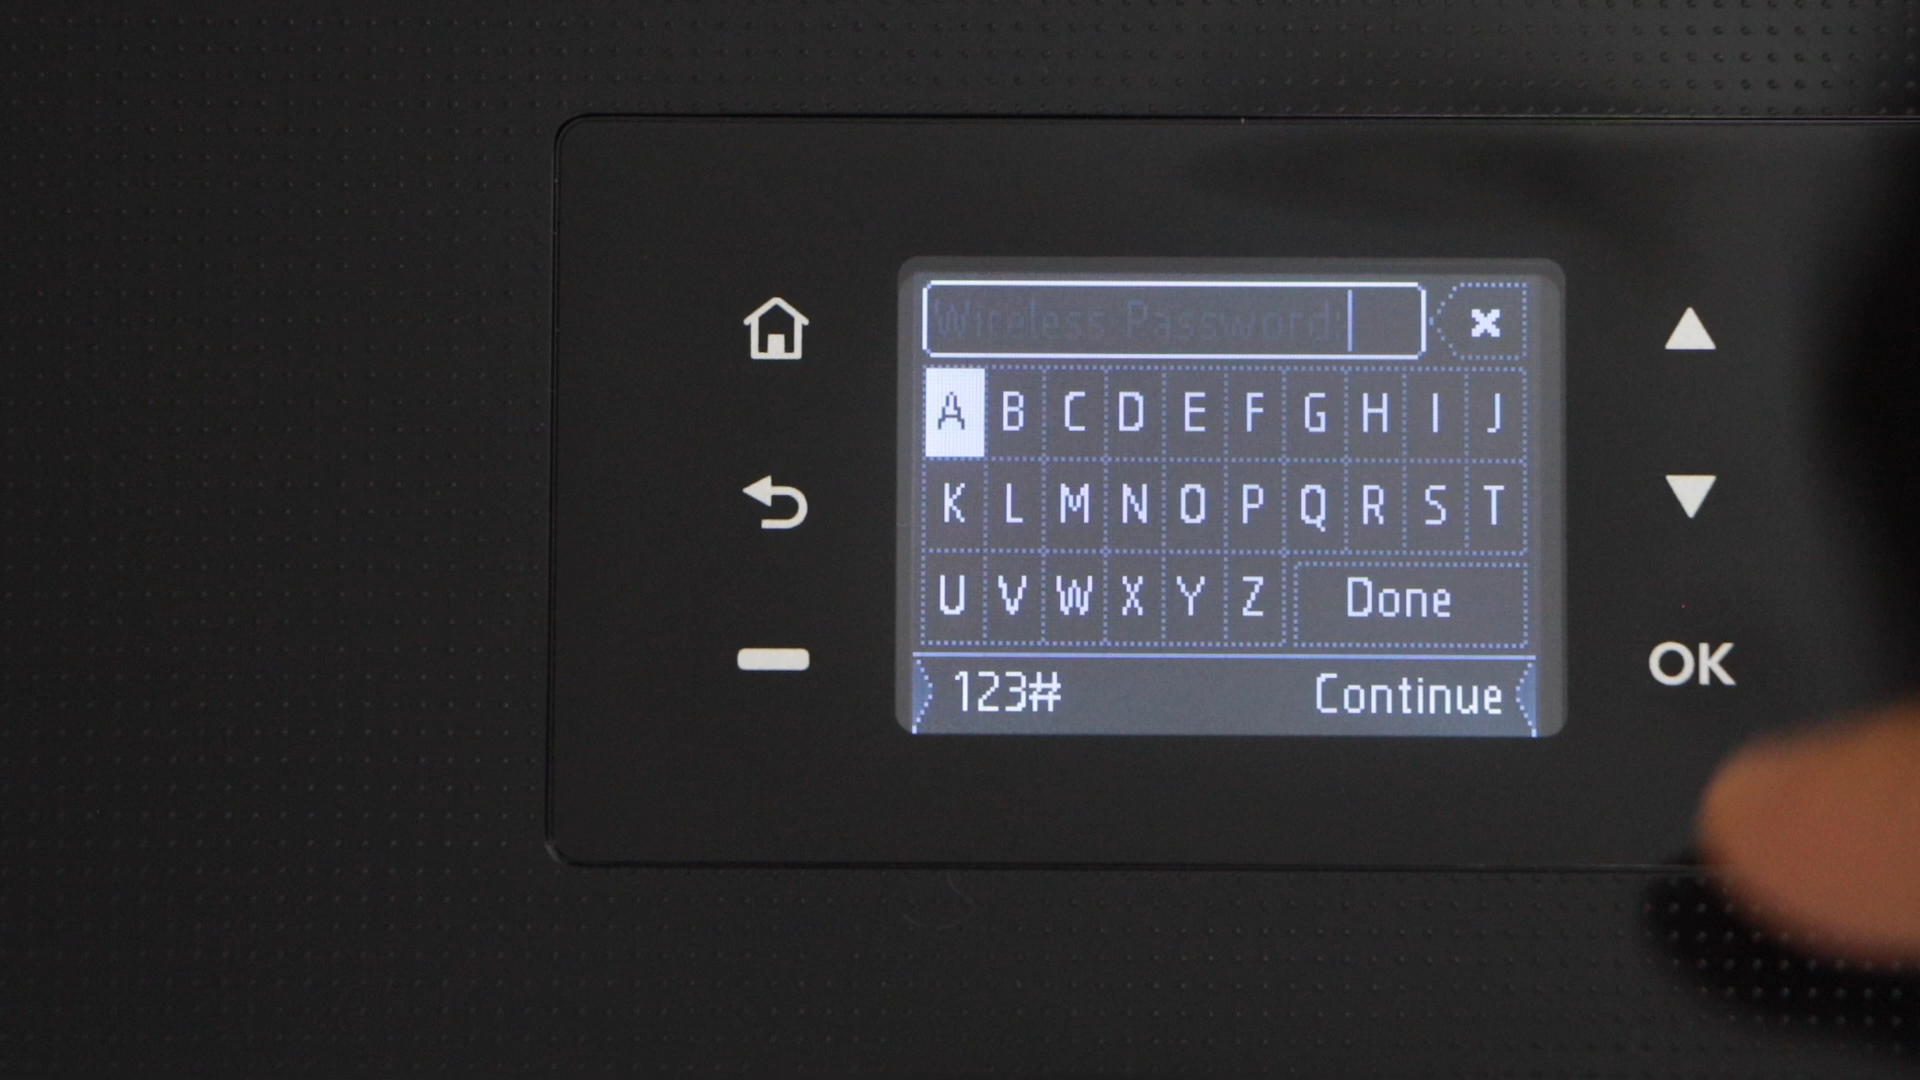 Wireless Password:
A B C D E F G H I J
K L M N O P Q R S T
U V W X Y Z Done
123# Continue
OK